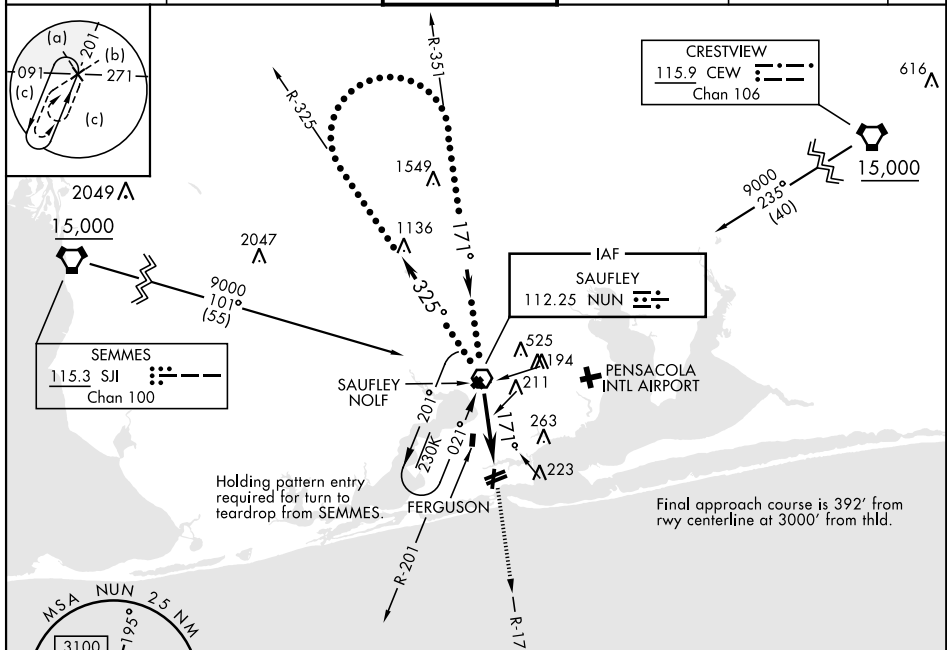 (a)
201
(b)
091
271
(c)
(c)
R-351
R-325
CRESTVIEW
115.9 CEW
Chan 106
616
15,000
9000
235°
(40)
2049
15,000
2047
9000
101°
(55)
1549
1136
171°
325°
IAF
SAUFLEY
112.25 NUN
SEMMES
115.3 SJI
Chan 100
SAUFLEY
NOLF
525
194
211
PENSACOLA
INTL AIRPORT
263
223
171°
201°
230K
021°
Holding pattern entry
required for turn to
teardrop from SEMMES.
FERGUSON
Final approach course is 392' from
rwy centerline at 3000' from thld.
R-201
R-17
MSA NUN 25 NM
195°
3100